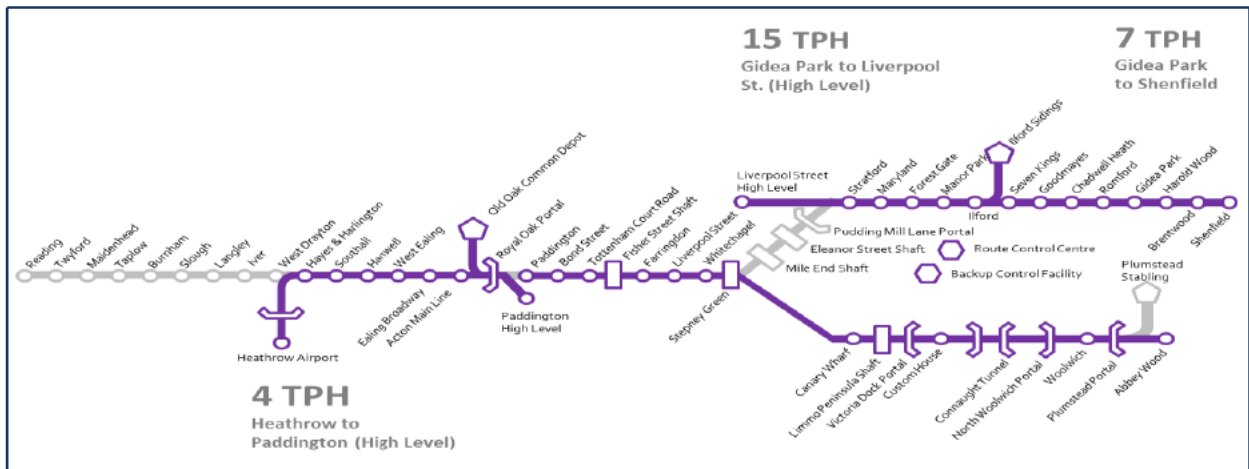 15 TPH
Gidea Park to Liverpool
St. (High Level)
7 TPH
Gidea Park
to Shenfield
Reading
Twyford
Maidenhead
Taplow
Burnham
Slough
Langley
Iver
West Drayton
Hayes & Harlington
Southall
Hanwell
West Ealing
Ealing Broadway
Acton Main Line
Old Oak Common Depot
Royal Oak Portal
Paddington
Bond Street
Tottenham Court Road
Fisher Street Shaft
Farringdon
Liverpool Street
Whitechapel
Stepney Green
Heathrow Airport
Paddington
High Level
4 TPH
Heathrow to
Paddington (High Level)
Liverpool Street
High Level
Stratford
Maryland
Forest Gate
Manor Park
Ilford
Ilford Sidings
Seven Kings
Goodmayes
Chadwell Heath
Romford
Gidea Park
Harold Wood
Brentwood
Shenfield
Pudding Mill Lane Portal
Eleanor Street Shaft
Mile End Shaft
Route Control Centre
Backup Control Facility
Plumstead
Stabling
Canary Wharf
Limmo Peninsula Shaft
Victoria Dock Portal
Custom House
Connaught Tunnel
North Woolwich Portal
Woolwich
Plumstead Portal
Abbey Wood